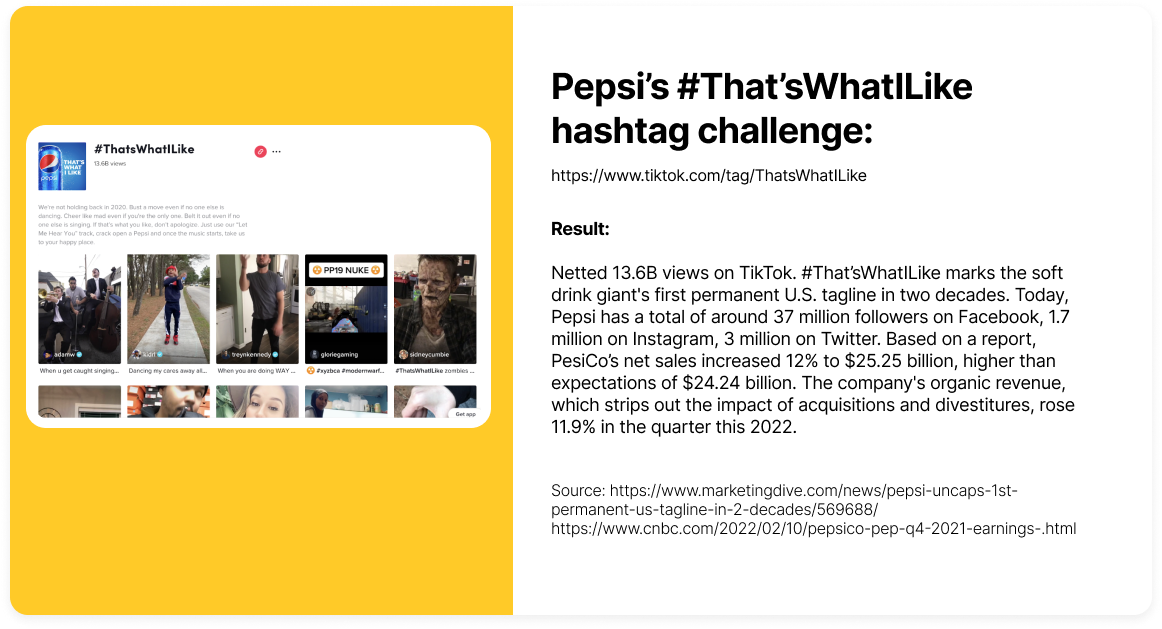 #ThatsWhatILike
13.6B views
pepsi
THAT'S
WHAT
I LIKE
We're not holding back in 2020. Bust a move even if no one else is
dancing. Cheer like mad even if you're the only one. Belt it out even if no
one else is singing. If that's what you like, don't apologize. Just use our "Let
Me Hear You" track, crack open a Pepsi and once the music starts, take us
to your happy place
PP19 NUKE
adamw
kidrl
treynkennedy
gloriegaming
sidneycumbie
When u get caught singing...
Dancing my cares away all...
When you are doing WAY ...
#xyzbca #modernwarf...
#ThatsWhatILike zombies ...
Get app
Pepsi’s #That’sWhatILike
hashtag challenge:
https://www.tiktok.com/tag/ThatsWhatILike
Result:
Netted 13.6B views on TikTok. #That’sWhatILike marks the soft
drink giant's first permanent U.S. tagline in two decades. Today,
Pepsi has a total of around 37 million followers on Facebook, 1.7
million on Instagram, 3 million on Twitter. Based on a report,
PesiCo’s net sales increased 12% to $25.25 billion, higher than
expectations of $24.24 billion. The company's organic revenue,
which strips out the impact of acquisitions and divestitures, rose
11.9% in the quarter this 2022.
Source: https://www.marketingdive.com/news/pepsi-uncaps-1st-
permanent-us-tagline-in-2-decades/569688/
https://www.cnbc.com/2022/02/10/pepsico-pep-q4-2021-earnings-.html